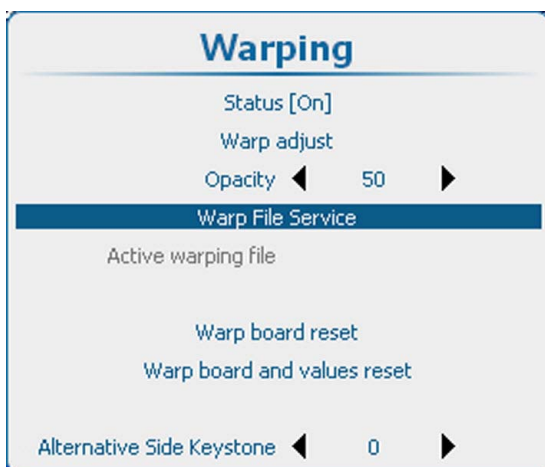 Warping
Status [On]
Warp adjust
Opacity 50
Warp File Service
Active warping file
Warp board reset
Warp board and values reset
Alternative Side Keystone 0